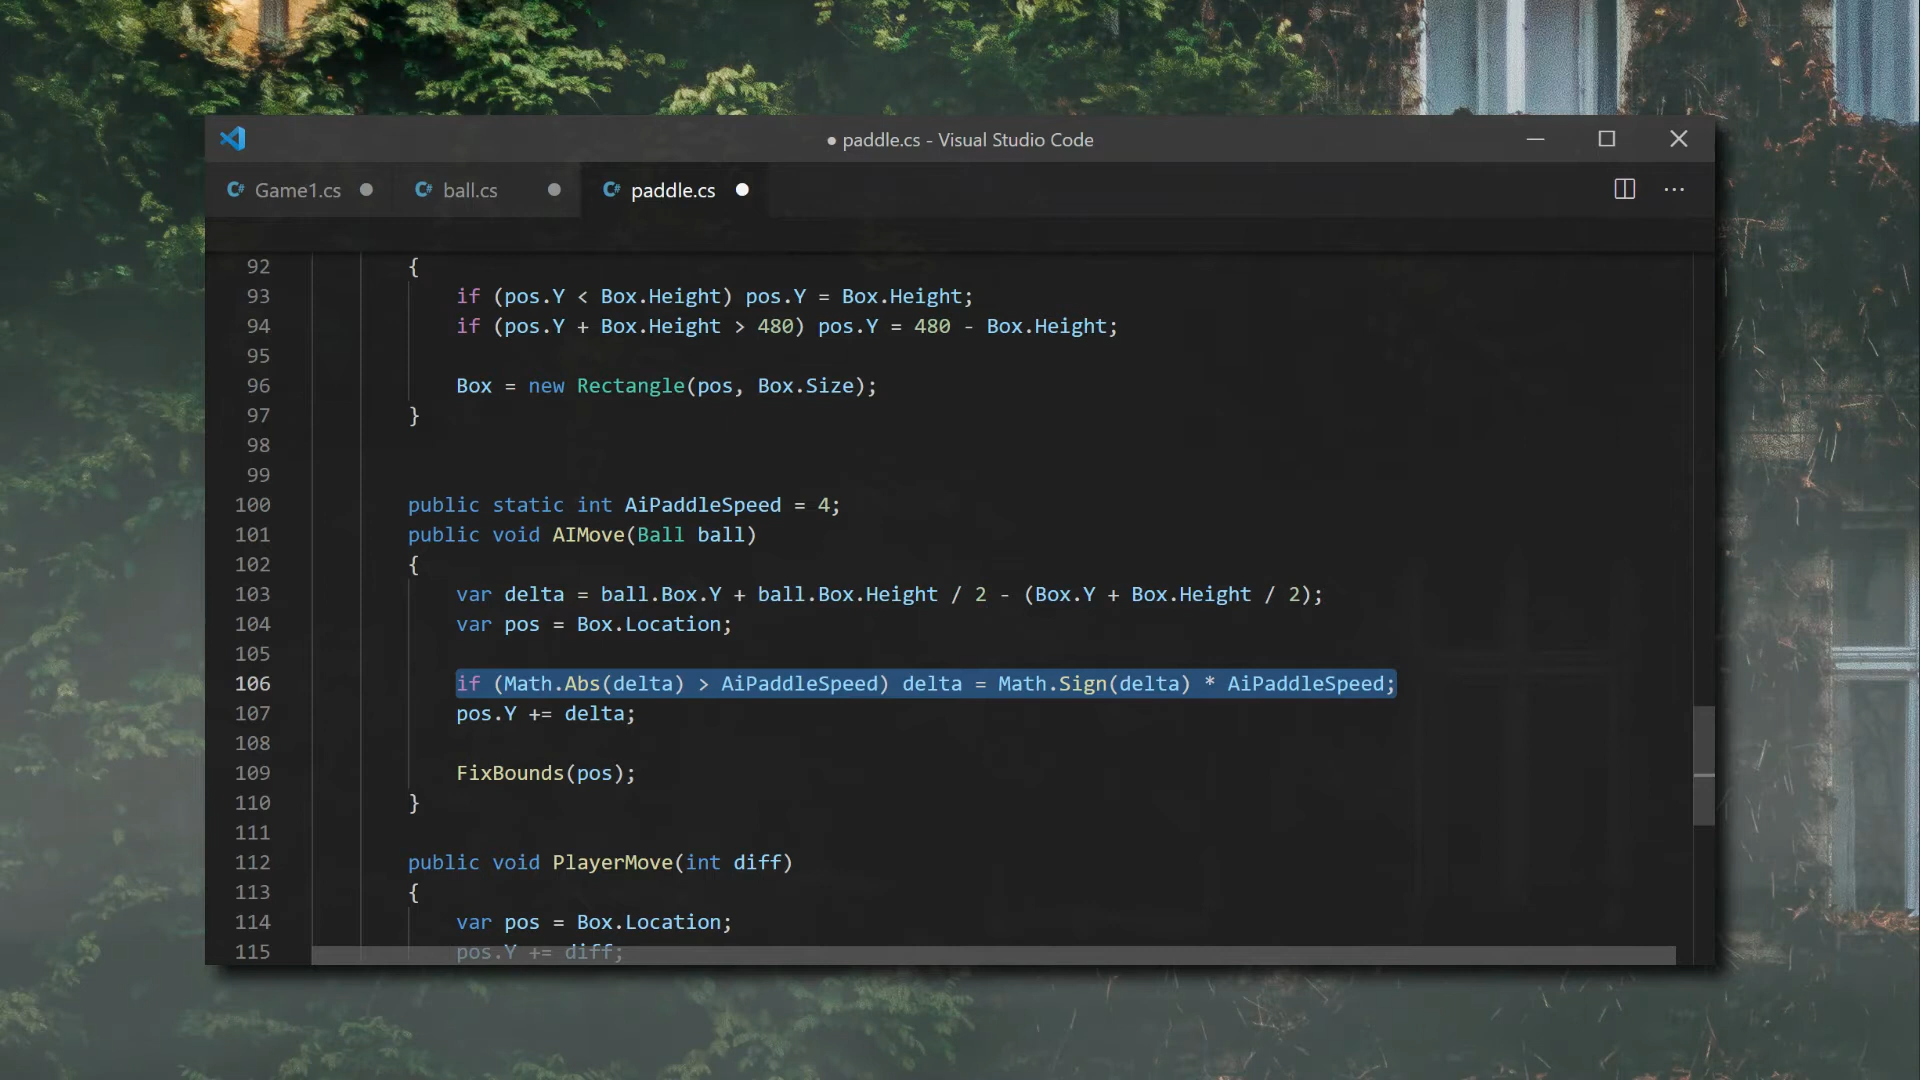 ● paddle.cs - Visual Studio Code
C# Game1.cs ● C# ball.cs ● C# paddle.cs ●
92 {
93 if (pos.Y < Box.Height) pos.Y = Box.Height;
94 if (pos.Y + Box.Height > 480) pos.Y = 480 - Box.Height;
95
96 Box = new Rectangle(pos, Box.Size);
97 }
98
99
100 public static int AiPaddleSpeed = 4;
101 public void AIMove(Ball ball)
102 {
103 var delta = ball.Box.Y + ball.Box.Height / 2 - (Box.Y + Box.Height / 2);
104 var pos = Box.Location;
105
106 if (Math.Abs(delta) > AiPaddleSpeed) delta = Math.Sign(delta) * AiPaddleSpeed;
107 pos.Y += delta;
108
109 FixBounds(pos);
110 }
111
112 public void PlayerMove(int diff)
113 {
114 var pos = Box.Location;
115 pos.Y += diff;